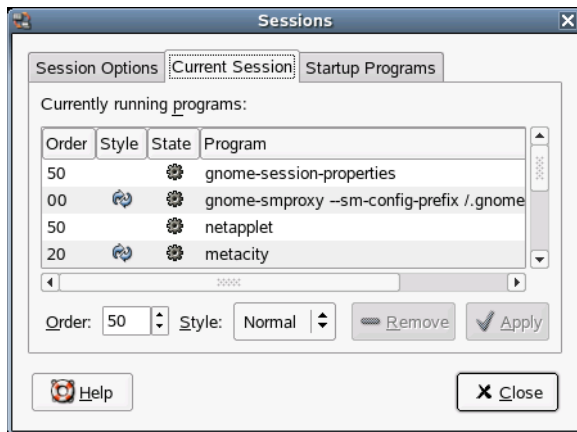 Sessions
Session Options Current Session Startup Programs
Currently running programs:
Order Style State Program
50 gnome-session-properties
00 gnome-smproxy --sm-config-prefix /.gnome
50 netapplet
20 metacity
Order: 50 Style: Normal Remove Apply
Help Close